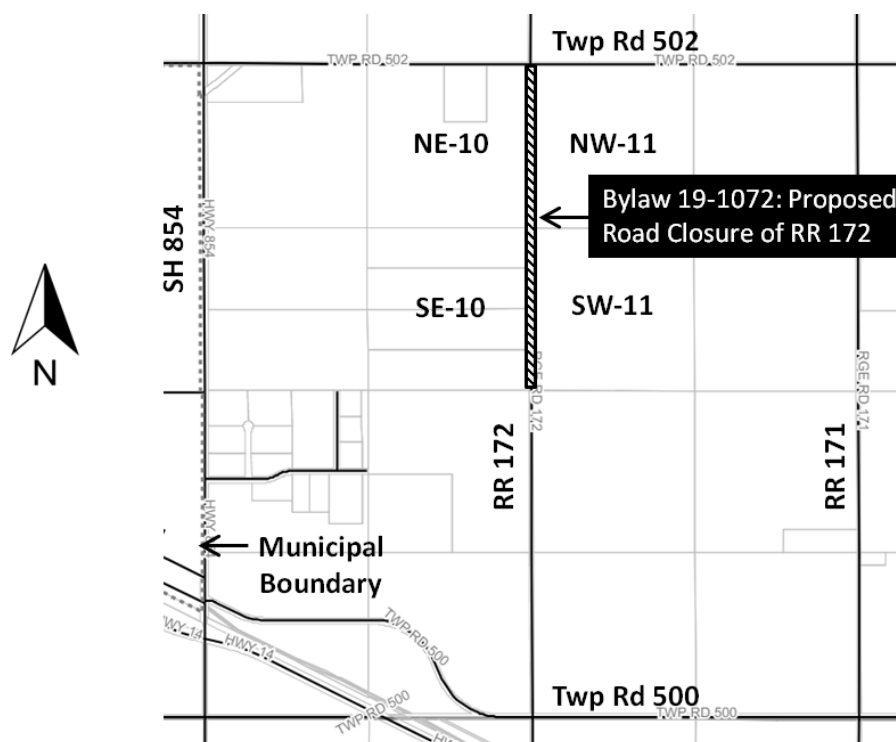 Twp Rd 502
TWP RD 502
TWP RD 502
NE-10
NW-11
Bylaw 19-1072: Proposed
Road Closure of RR 172
SH 854
HWY 854
SE-10
SW-11
N
RGE RD 172
RGE RD 171
RR 172
RR 171
Municipal
Boundary
TWP RD 500
HWY 14
HWY 14
Twp Rd 500
TWP RD 500
TWP RD 500